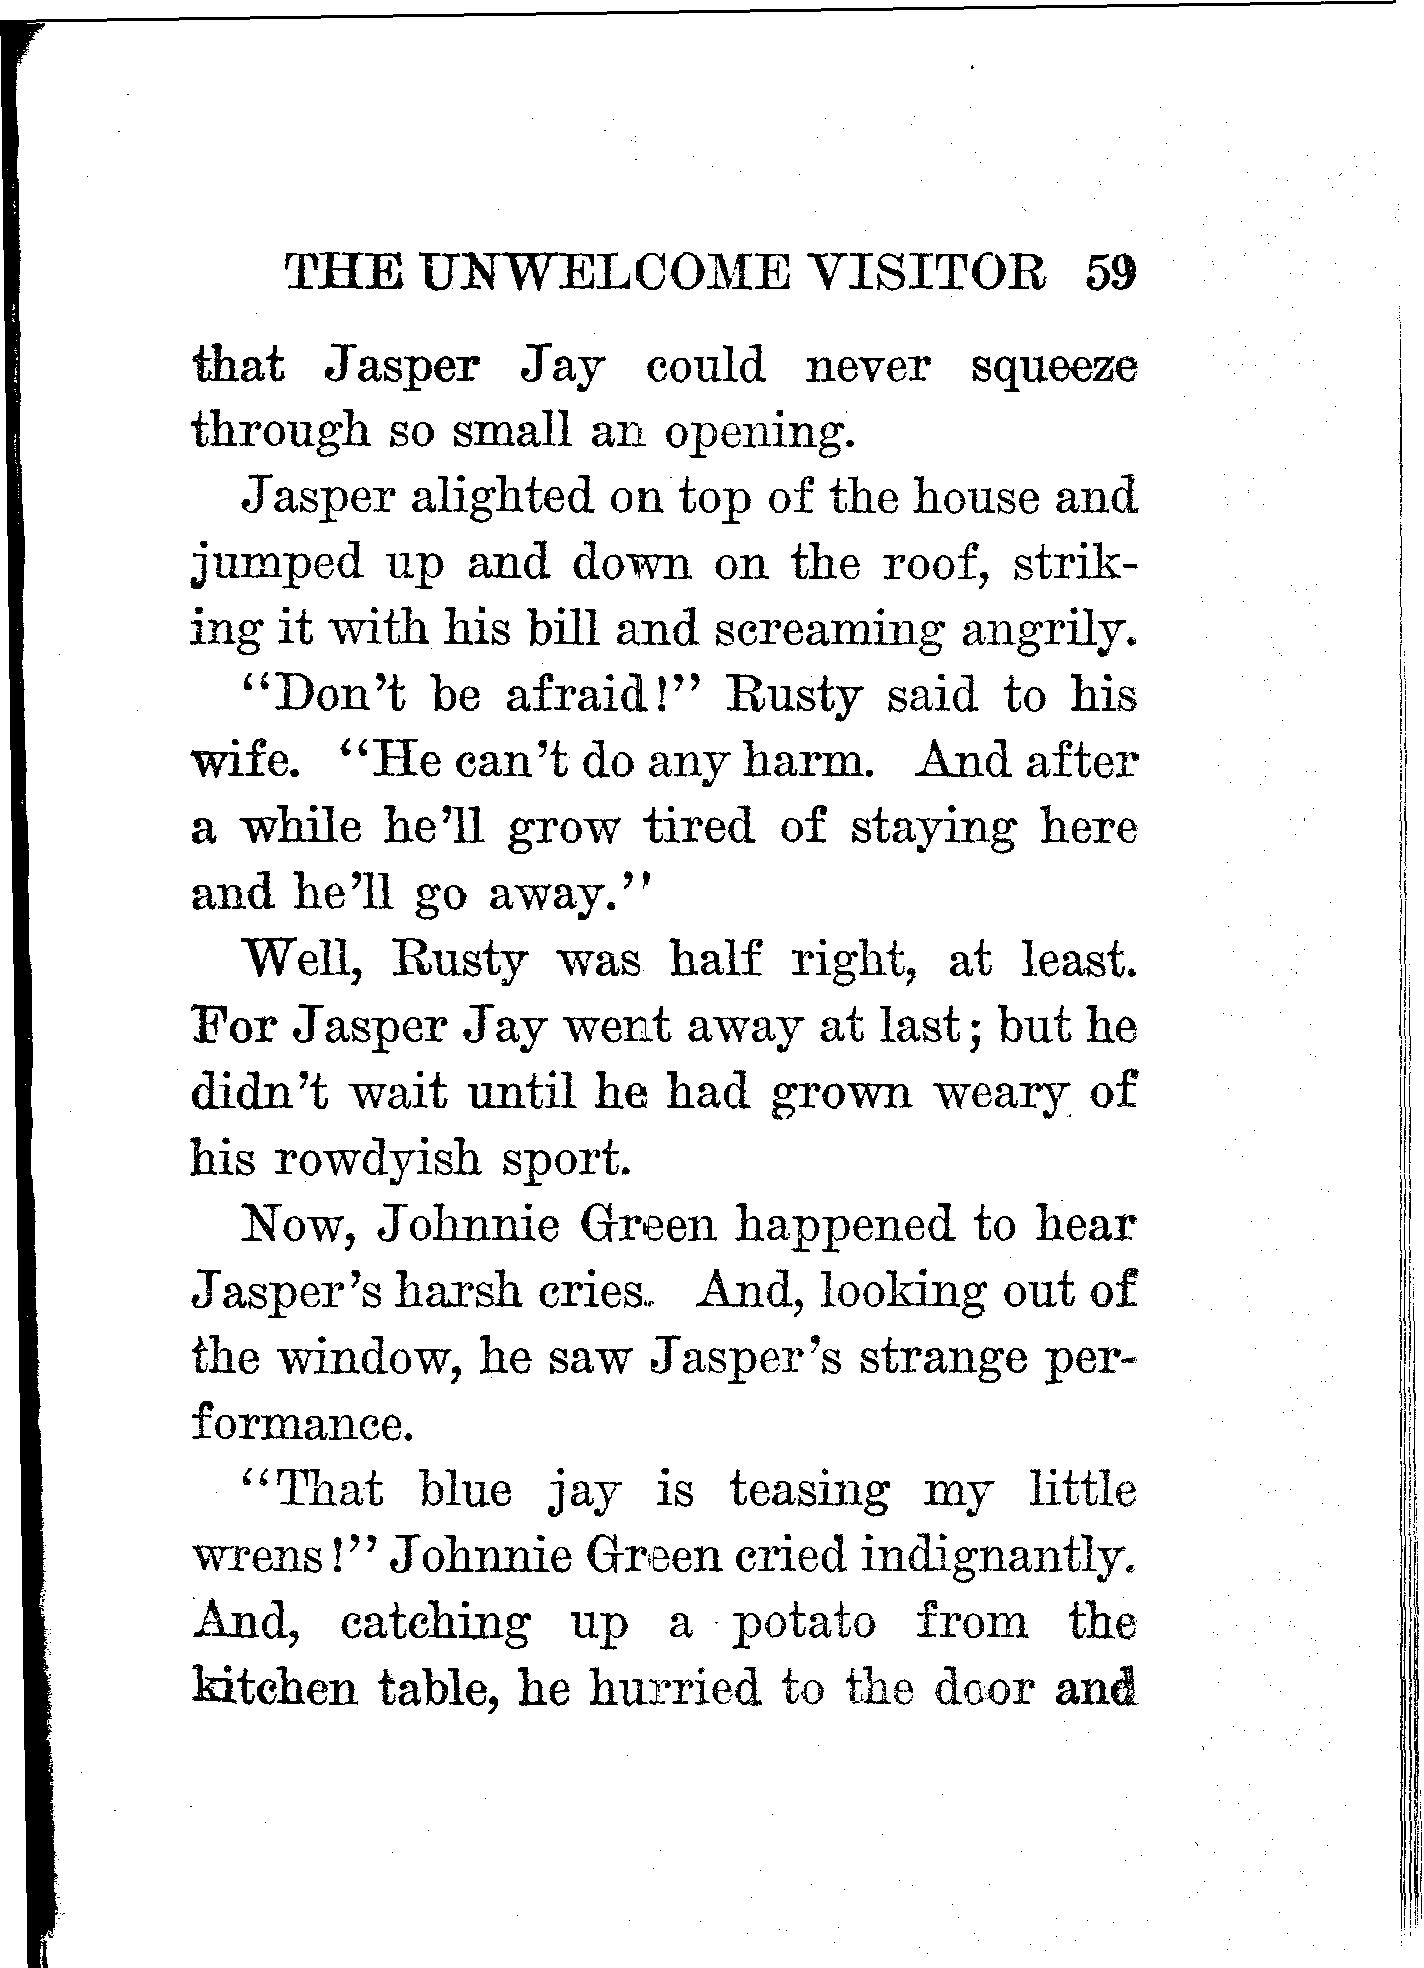 THE UNWELCOME VISITOR 59
that Jasper Jay could never squeeze
through so small an opening.
Jasper alighted on top of the house and
jumped up and down on the roof, strik-
ing it with his bill and screaming angrily.
"Don't be afraid!" Rusty said to his
wife. "He can't do any harm. And after
a while he'll grow tired of staying here
and he'll go away."
Well, Rusty was half right, at least.
For Jasper Jay went away at last; but he
didn't wait until he had grown weary of
his rowdyish sport.
Now, Johnnie Green happened to hear
Jasper's harsh cries. And, looking out of
the window, he saw Jasper's strange per-
formance.
"That blue jay is teasing my little
wrens!" Johnnie Green cried indignantly.
And, catching up a potato from the
kitchen table, he hurried to the door and